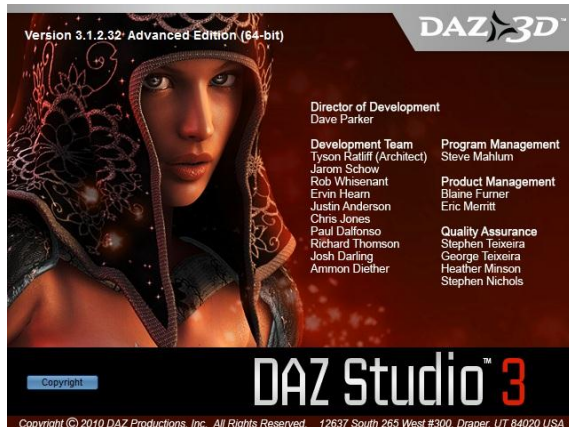 Version 3.1.2.32 Advanced Edition (64-bit)
DAZ 3D™
Director of Development
Dave Parker
Development Team
Tyson Ratliff (Architect)
Jarom Schow
Rob Whisenant
Ervin Hearn
Justin Anderson
Chris Jones
Paul Dalfonso
Richard Thomson
Josh Darling
Ammon Diether
Program Management
Steve Mahlum
Product Management
Blaine Furner
Eric Merritt
Quality Assurance
Stephen Teixeira
George Teixeira
Heather Minson
Stephen Nichols
Copyright
DAZ Studio™ 3
Copyright © 2010 DAZ Productions, Inc. All Rights Reserved. 12637 South 265 West #300, Draper, UT 84020 USA